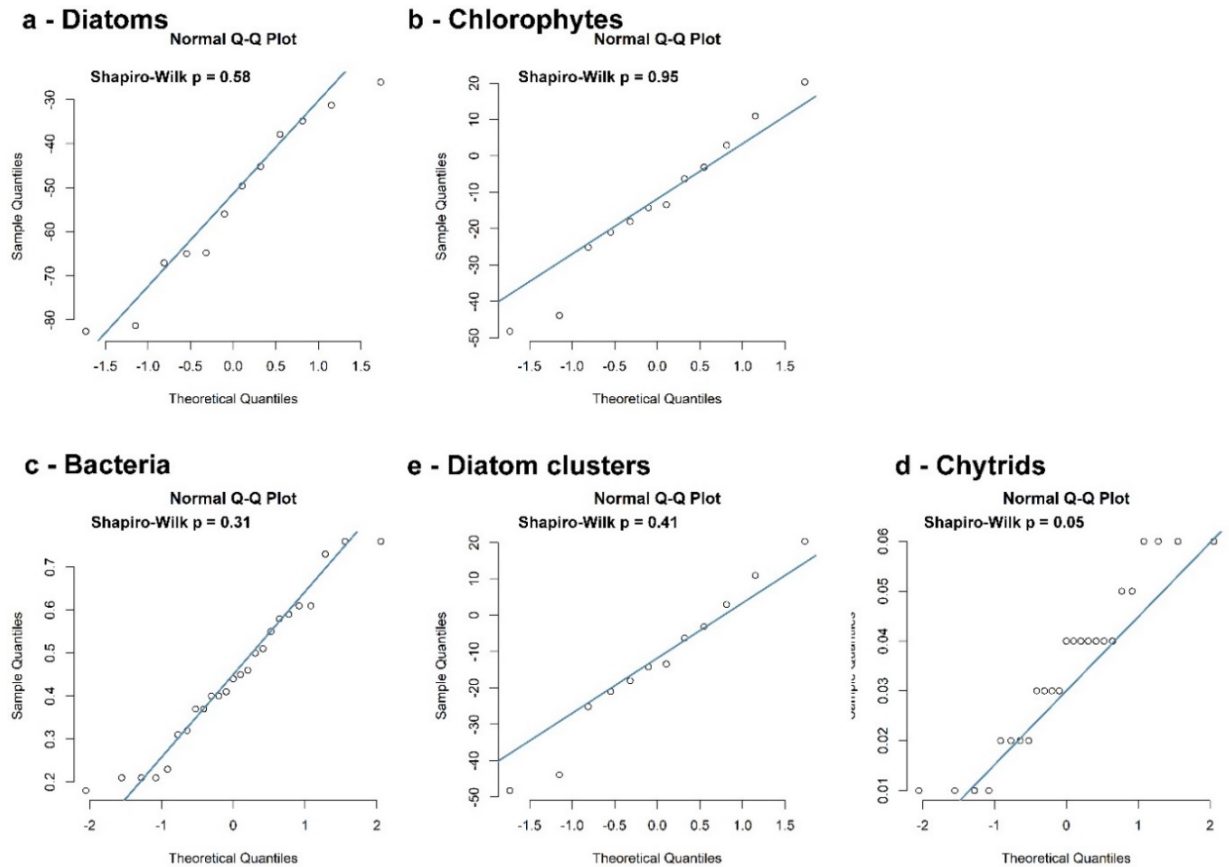 a - Diatoms
Normal Q-Q Plot
Shapiro-Wilk p = 0.58
Sample Quantiles
-30
-40
-50
-60
-70
-80
-1.5 -1.0 -0.5 0.0 0.5 1.0 1.5
Theoretical Quantiles
b - Chlorophytes
Normal Q-Q Plot
Shapiro-Wilk p = 0.95
Sample Quantiles
20
10
0
-10
-20
-30
-40
-50
-1.5 -1.0 -0.5 0.0 0.5 1.0 1.5
Theoretical Quantiles
c - Bacteria
Normal Q-Q Plot
Shapiro-Wilk p = 0.31
Sample Quantiles
0.7
0.6
0.5
0.4
0.3
0.2
-2 -1 0 1 2
Theoretical Quantiles
e - Diatom clusters
Normal Q-Q Plot
Shapiro-Wilk p = 0.41
Sample Quantiles
20
10
0
-10
-20
-30
-40
-50
-1.5 -1.0 -0.5 0.0 0.5 1.0 1.5
Theoretical Quantiles
d - Chytrids
Normal Q-Q Plot
Shapiro-Wilk p = 0.05
Sample Quantiles
0.06
0.05
0.04
0.03
0.02
0.01
-2 -1 0 1 2
Theoretical Quantiles